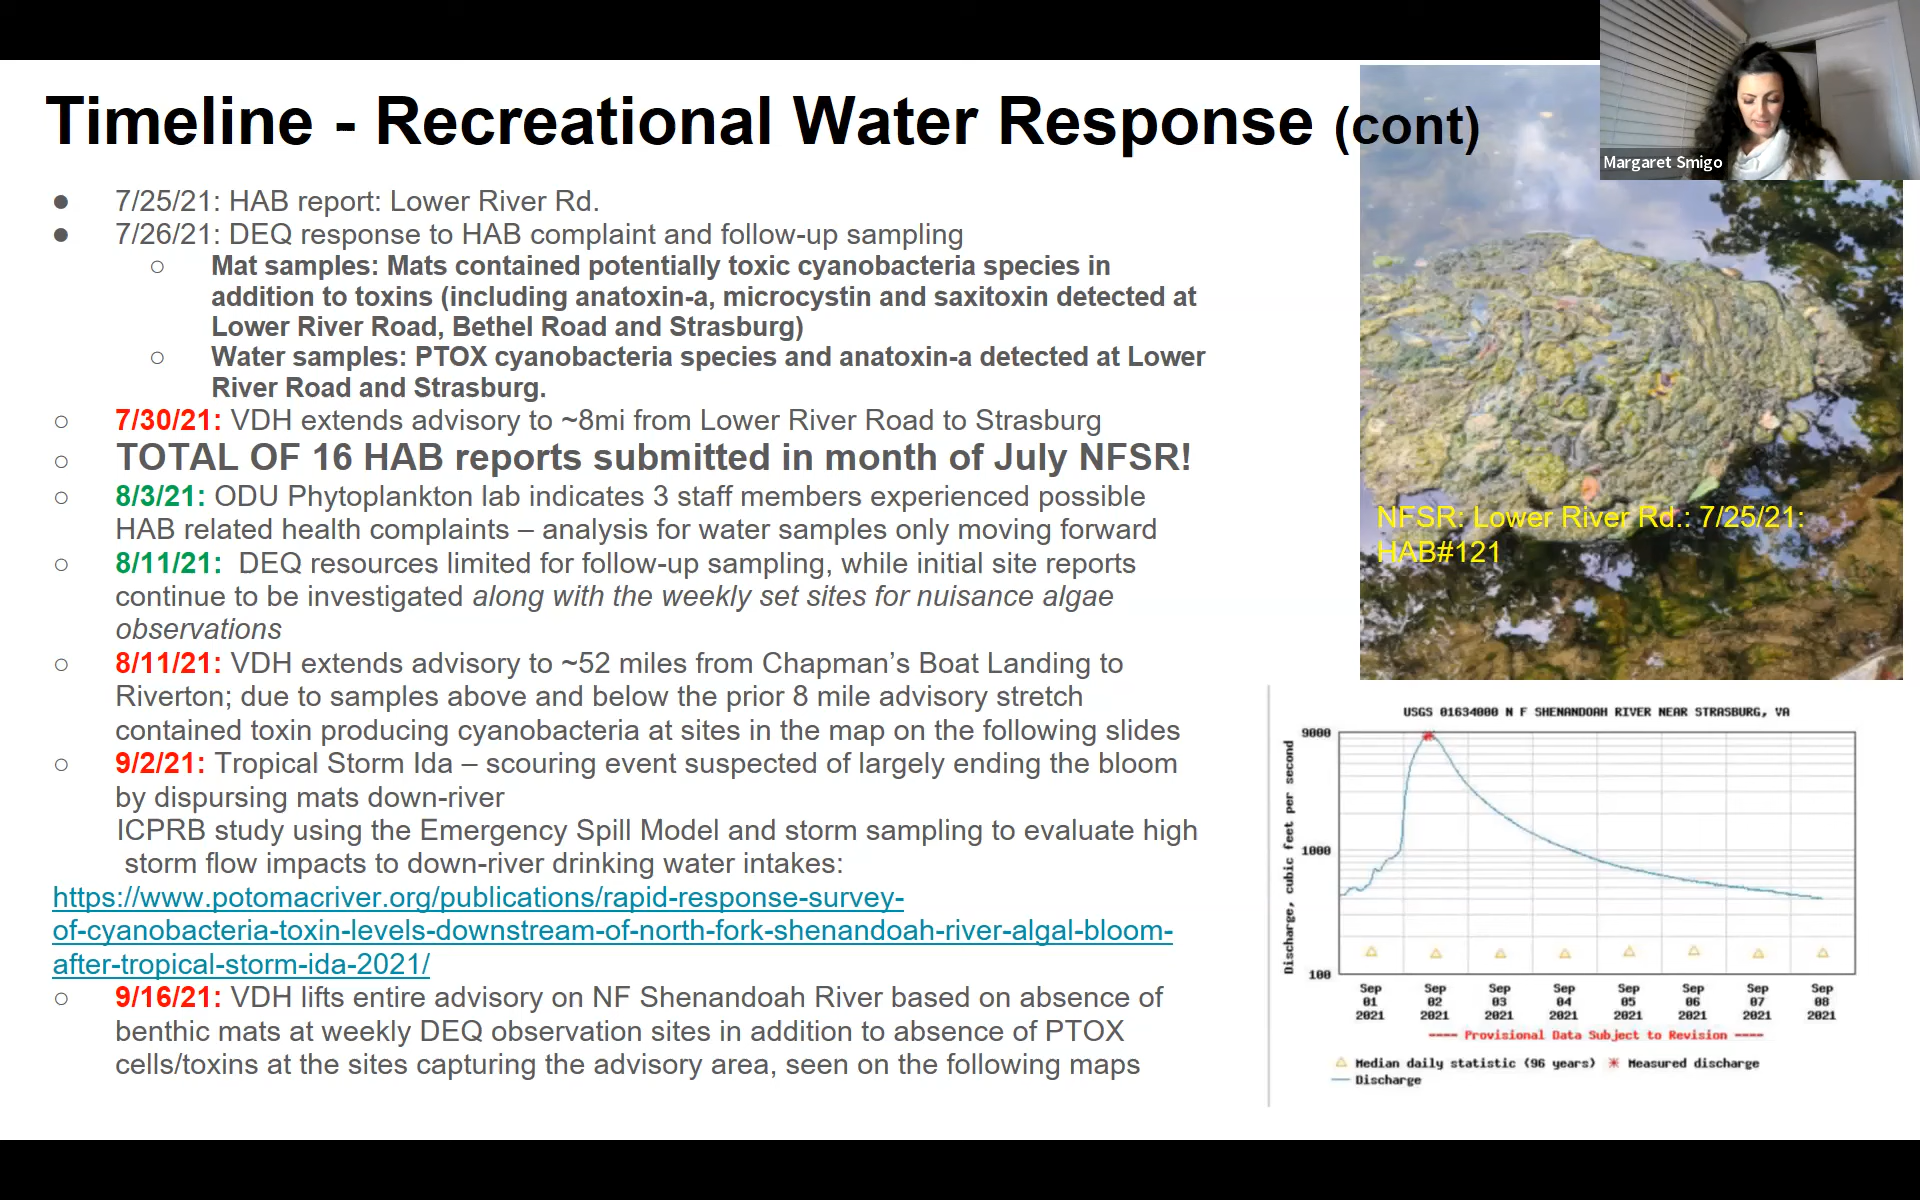 Timeline - Recreational Water Response (cont)
Margaret Smigo
● 7/25/21: HAB report: Lower River Rd.
● 7/26/21: DEQ response to HAB complaint and follow-up sampling
○ Mat samples: Mats contained potentially toxic cyanobacteria species in
addition to toxins (including anatoxin-a, microcystin and saxitoxin detected at
Lower River Road, Bethel Road and Strasburg)
○ Water samples: PTOX cyanobacteria species and anatoxin-a detected at Lower
River Road and Strasburg.
○ 7/30/21: VDH extends advisory to ~8mi from Lower River Road to Strasburg
○ TOTAL OF 16 HAB reports submitted in month of July NFSR!
○ 8/3/21: ODU Phytoplankton lab indicates 3 staff members experienced possible
HAB related health complaints – analysis for water samples only moving forward
○ 8/11/21: DEQ resources limited for follow-up sampling, while initial site reports
continue to be investigated along with the weekly set sites for nuisance algae
observations
○ 8/11/21: VDH extends advisory to ~52 miles from Chapman’s Boat Landing to
Riverton; due to samples above and below the prior 8 mile advisory stretch
contained toxin producing cyanobacteria at sites in the map on the following slides
○ 9/2/21: Tropical Storm Ida – scouring event suspected of largely ending the bloom
by dispursing mats down-river
ICPRB study using the Emergency Spill Model and storm sampling to evaluate high
storm flow impacts to down-river drinking water intakes:
https://www.potomacriver.org/publications/rapid-response-survey-
of-cyanobacteria-toxin-levels-downstream-of-north-fork-shenandoah-river-algal-bloom-
after-tropical-storm-ida-2021/
○ 9/16/21: VDH lifts entire advisory on NF Shenandoah River based on absence of
benthic mats at weekly DEQ observation sites in addition to absence of PTOX
cells/toxins at the sites capturing the advisory area, seen on the following maps
NFSR: Lower River Rd.: 7/25/21:
HAB#121
USGS 01634000 N F SHENANDOAH RIVER NEAR STRASBURG, VA
Discharge, cubic feet per second
9000
1000
100
Sep Sep Sep Sep Sep Sep Sep Sep
01 02 03 04 05 06 07 08
2021 2021 2021 2021 2021 2021 2021 2021
---- Provisional Data Subject to Revision ----
Median daily statistic (96 years) Measured discharge
Discharge